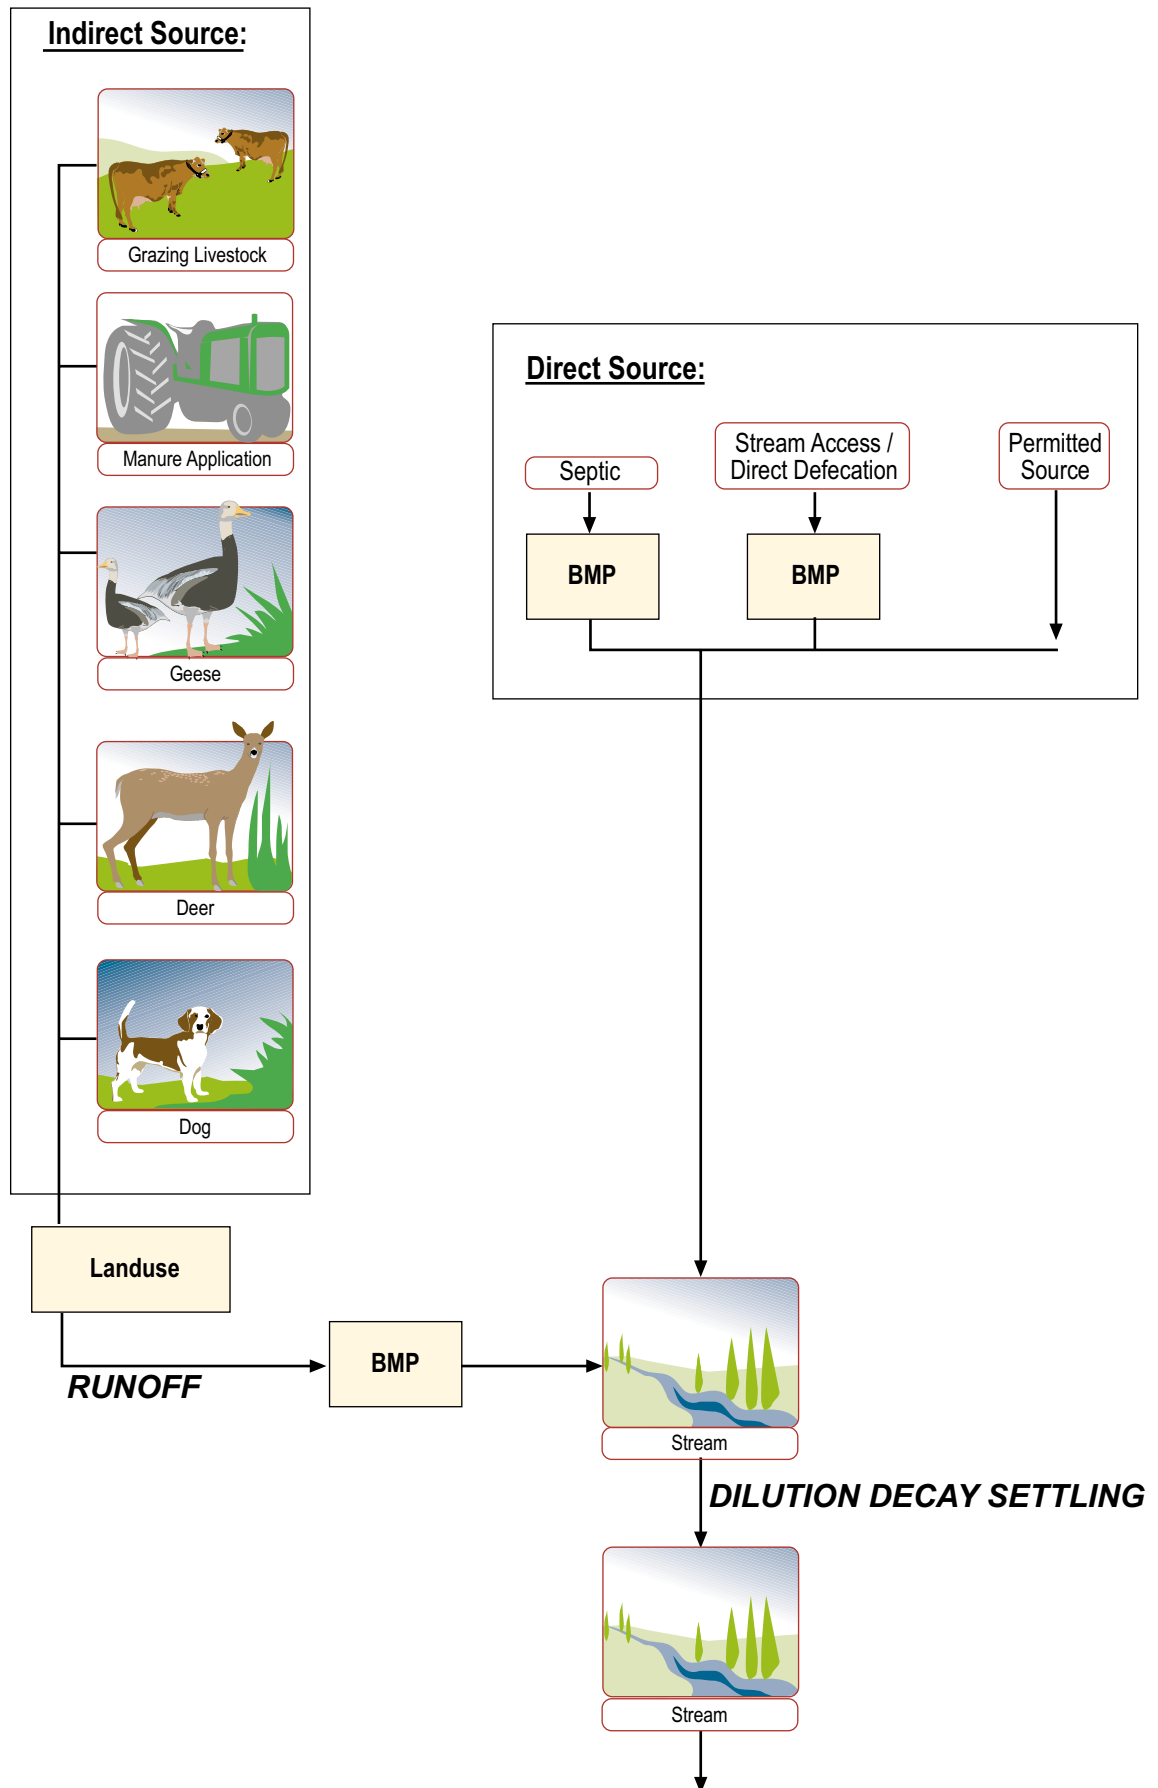 Indirect Source:
Grazing Livestock
Manure Application
Geese
Deer
Dog
Landuse
RUNOFF
BMP
Direct Source:
Septic
BMP
Stream Access /
Direct Defecation
BMP
Permitted
Source
Stream
DILUTION DECAY SETTLING
Stream